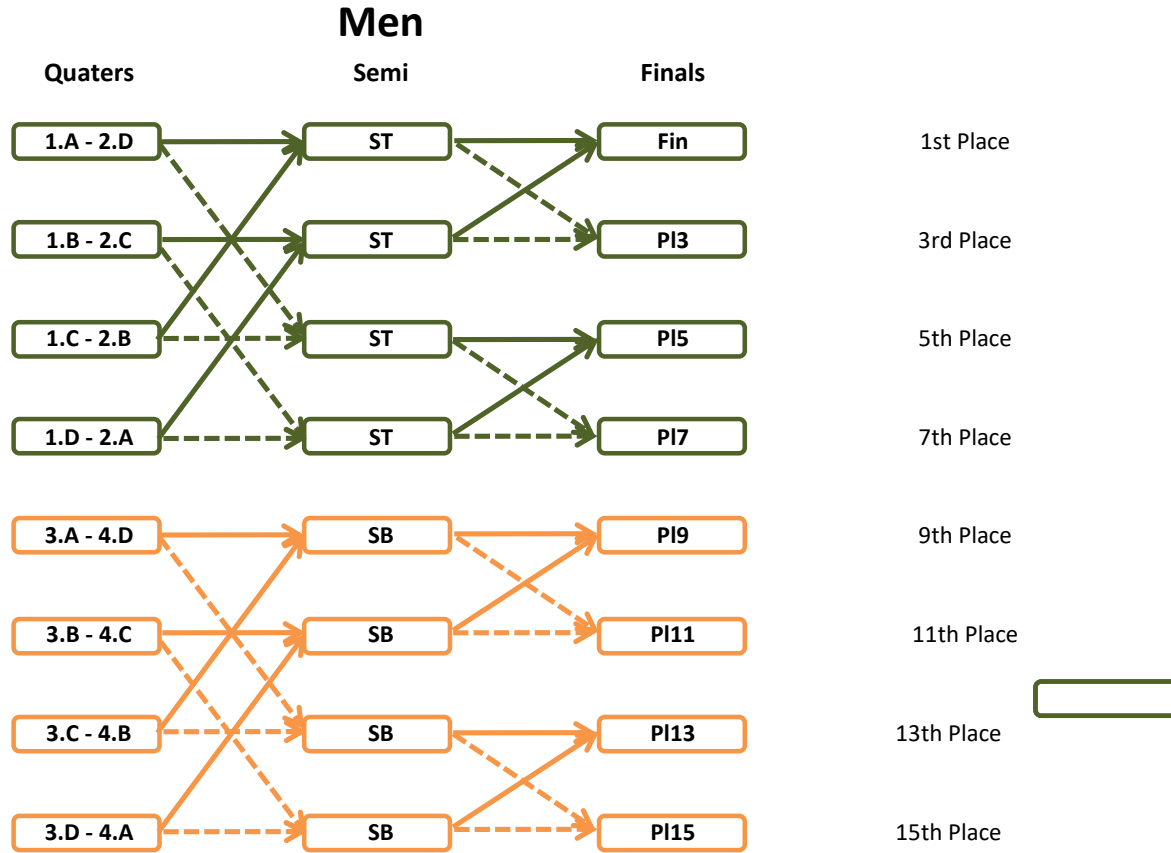 Men
Quaters Semi Finals
1.A - 2.D ST Fin 1st Place
1.B - 2.C ST Pl3 3rd Place
1.C - 2.B ST Pl5 5th Place
1.D - 2.A ST Pl7 7th Place
3.A - 4.D SB Pl9 9th Place
3.B - 4.C SB Pl11 11th Place
3.C - 4.B SB Pl13 13th Place
3.D - 4.A SB Pl15 15th Place